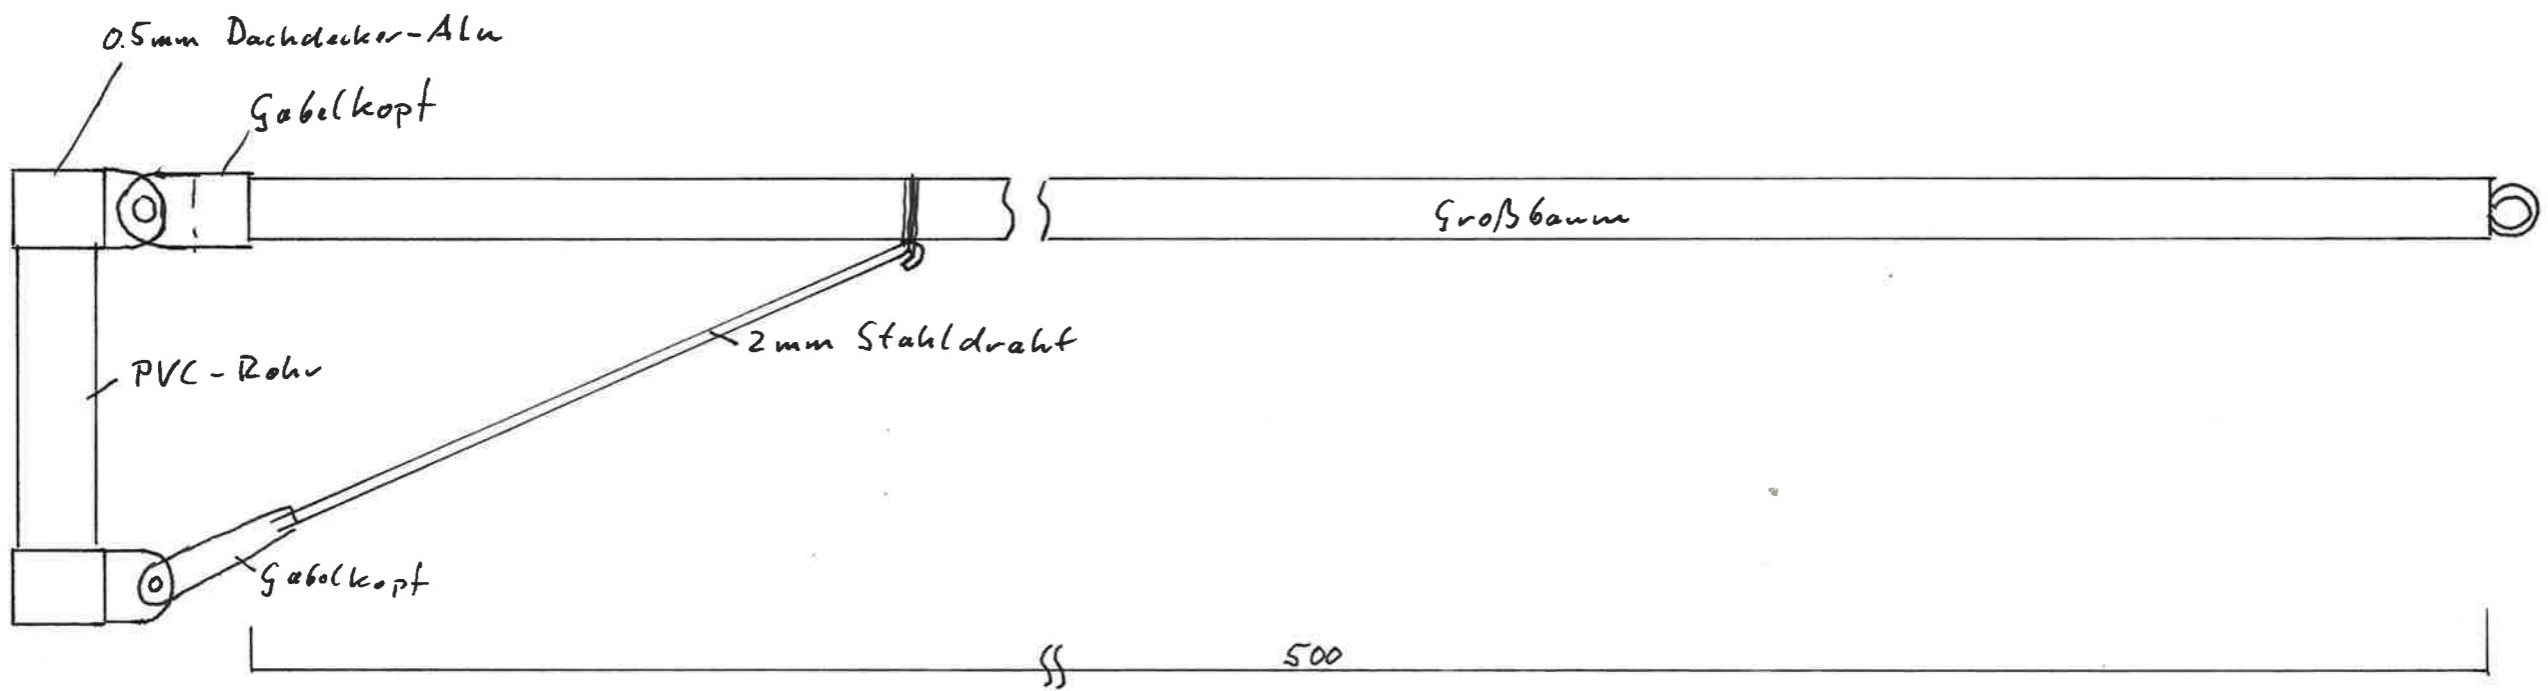 0.5mm Dachdecker-Alu
Gabelkopf
Großbaum
2mm Stahldraht
PVC-Rohr
Gabelkopf
500